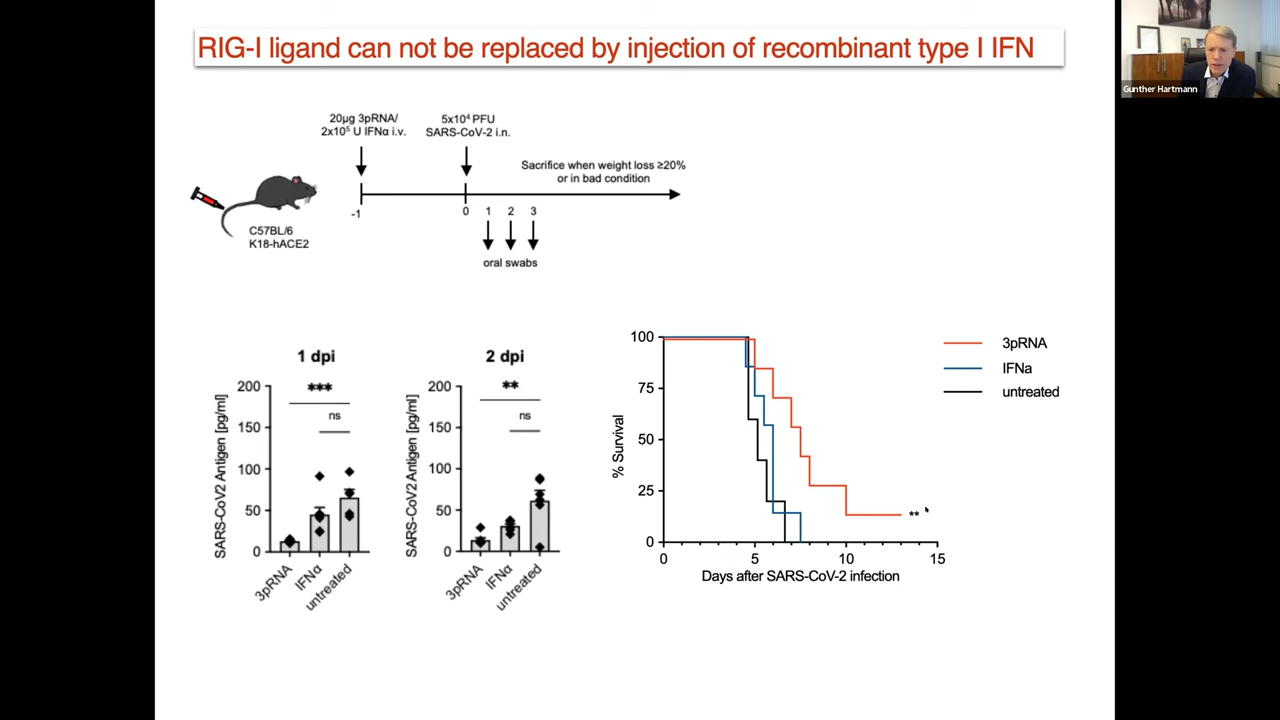 RIG-I ligand can not be replaced by injection of recombinant type I IFN
Gunther Hartmann
20µg 3pRNA/
2x10⁵ U IFNα i.v.
5x10⁴ PFU
SARS-CoV-2 i.n.
Sacrifice when weight loss ≥20%
or in bad condition
-1
0 1 2 3
C57BL/6
K18-hACE2
oral swabs
1 dpi
SARS-CoV2 Antigen [pg/ml]
200
150
100
50
0
***
ns
3pRNA
IFNα
untreated
2 dpi
SARS-CoV2 Antigen [pg/ml]
200
150
100
50
0
**
ns
3pRNA
IFNα
untreated
% Survival
100
75
50
25
0
0 5 10 15
Days after SARS-CoV-2 infection
**
3pRNA
IFNa
untreated